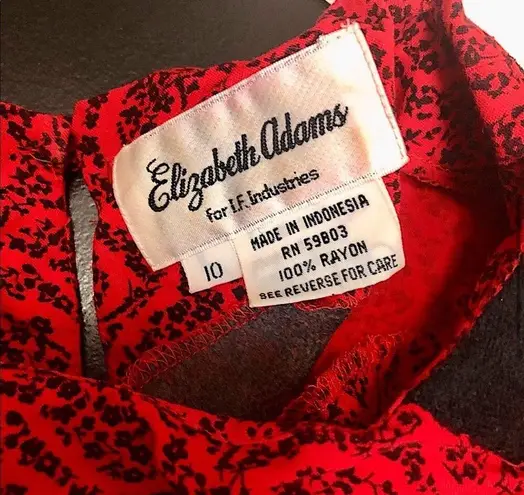 Elizabeth Adams
for I.F. Industries
10
MADE IN INDONESIA
RN 59803
100% RAYON
SEE REVERSE FOR CARE